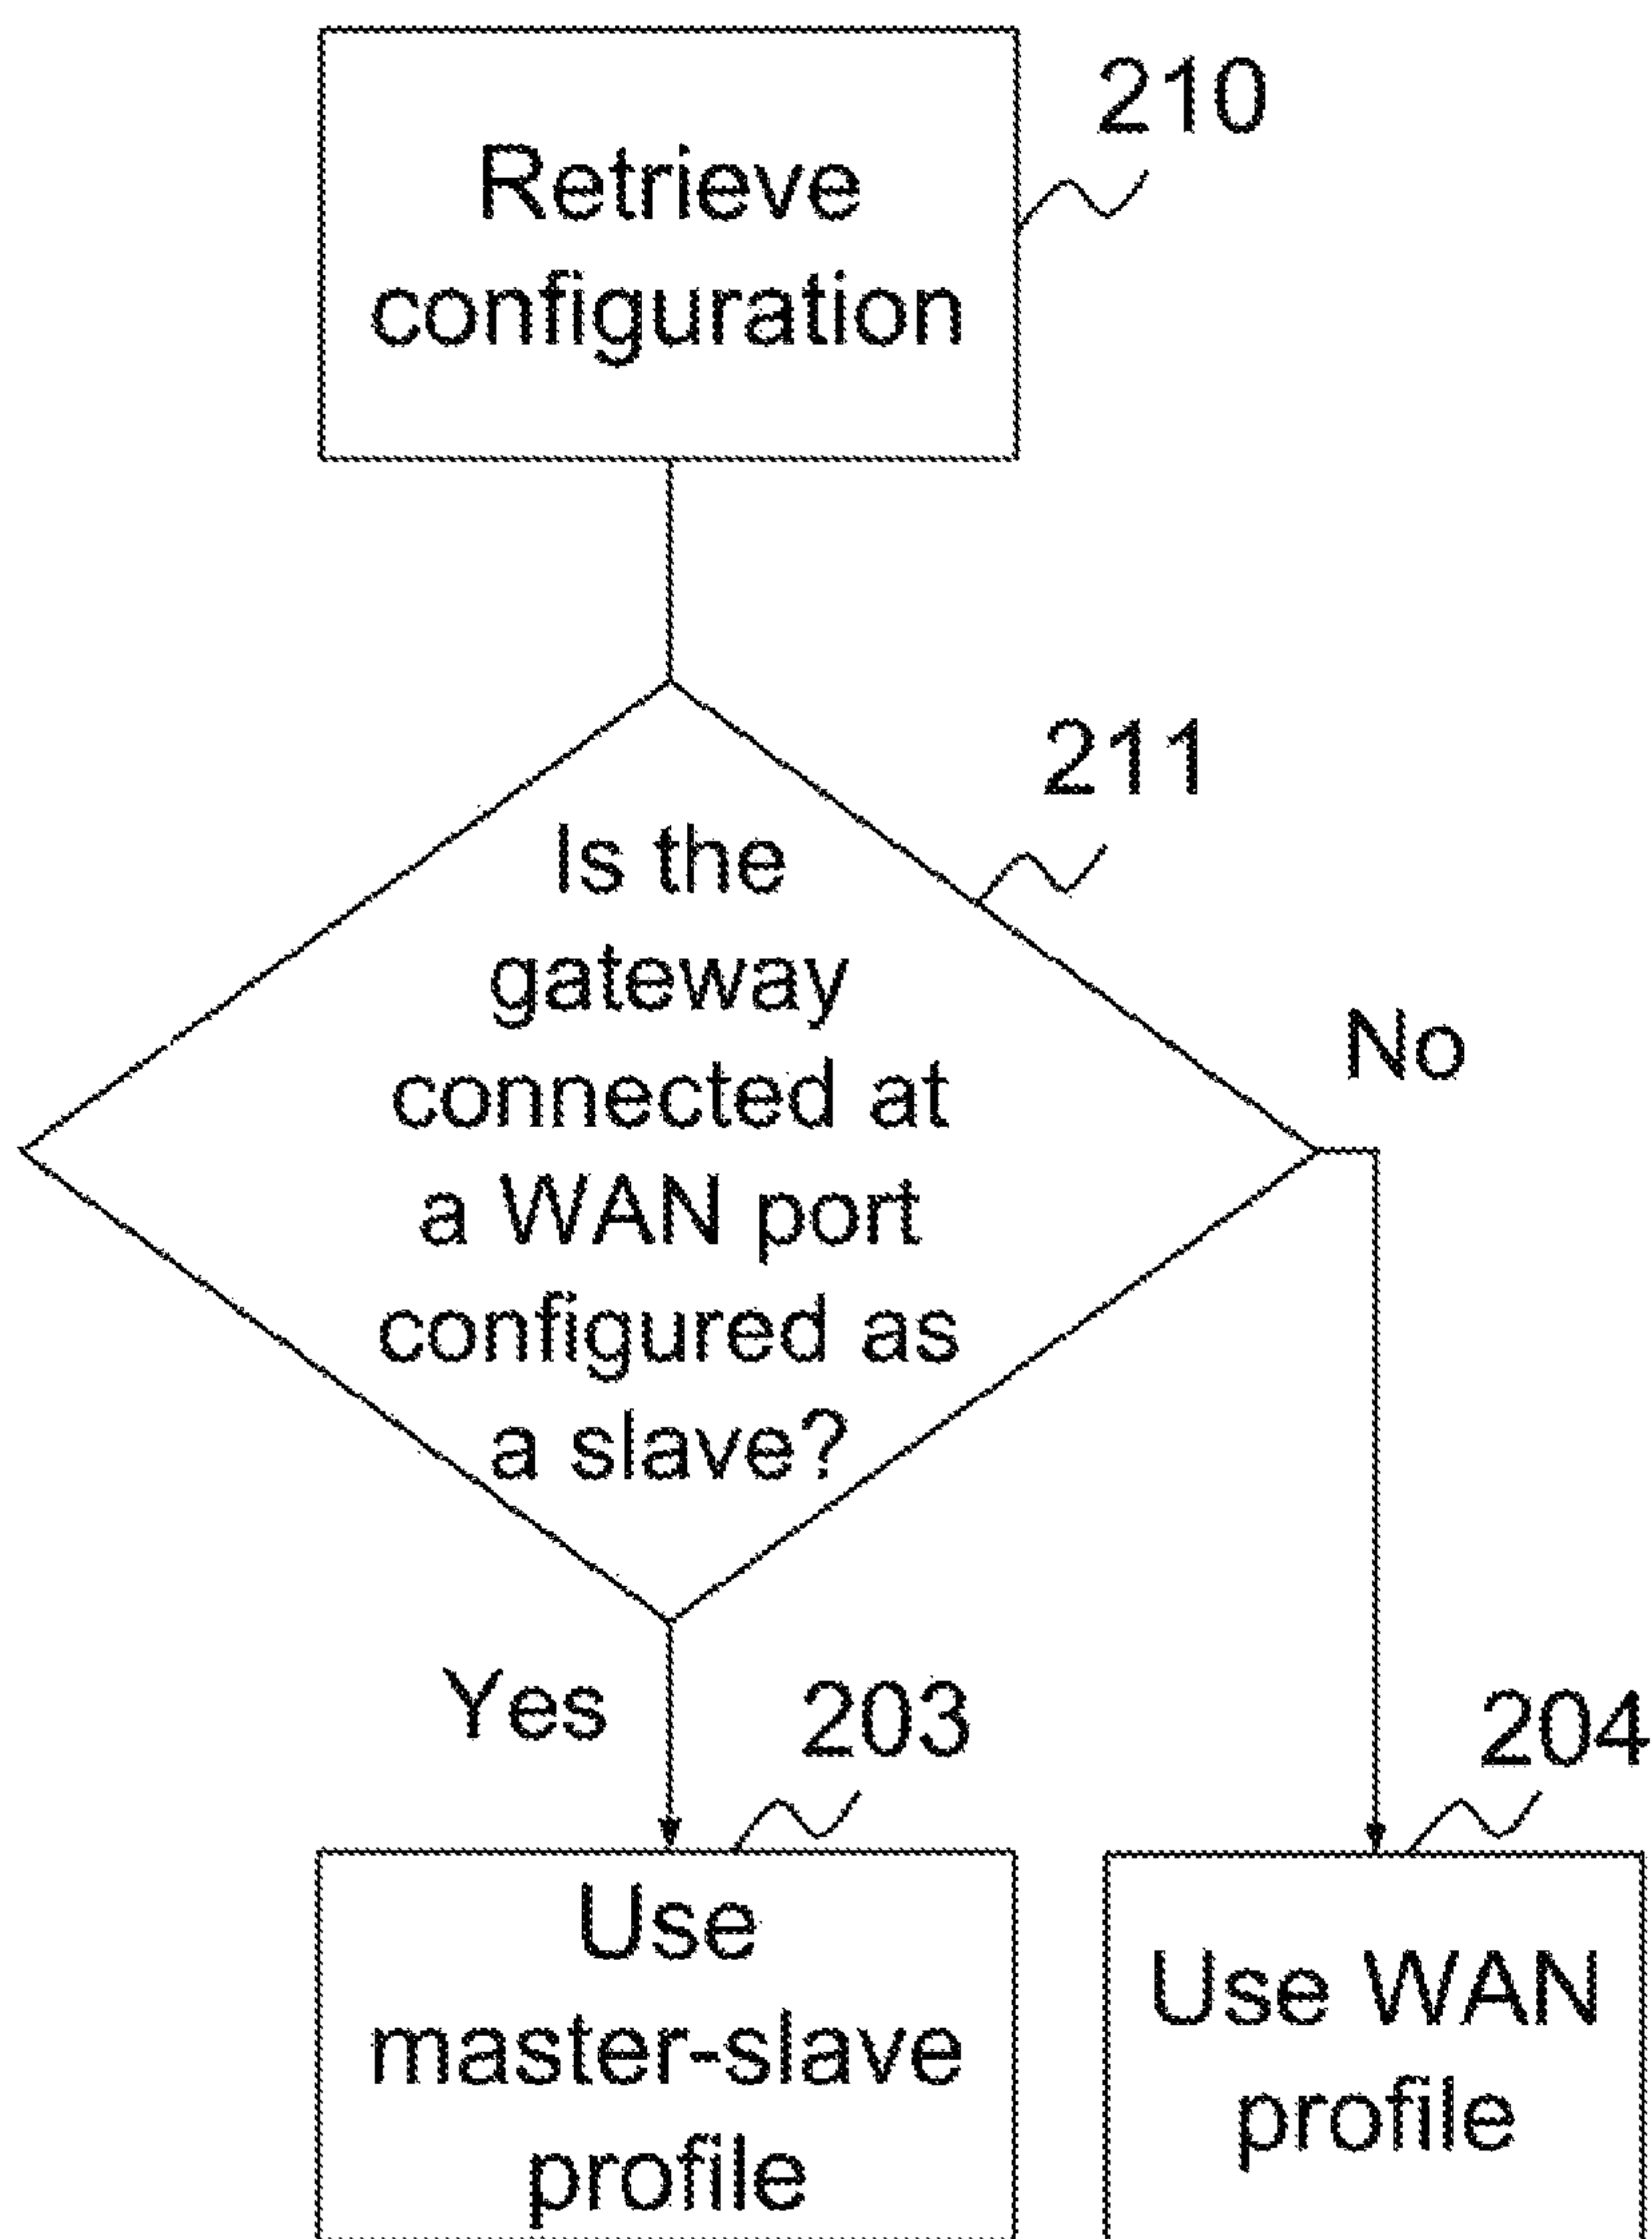 210
Retrieve
configuration
211
Is the
gateway
connected at
a WAN port
configured as
a slave?
No
Yes
203
204
Use
master-slave
profile
Use WAN
profile